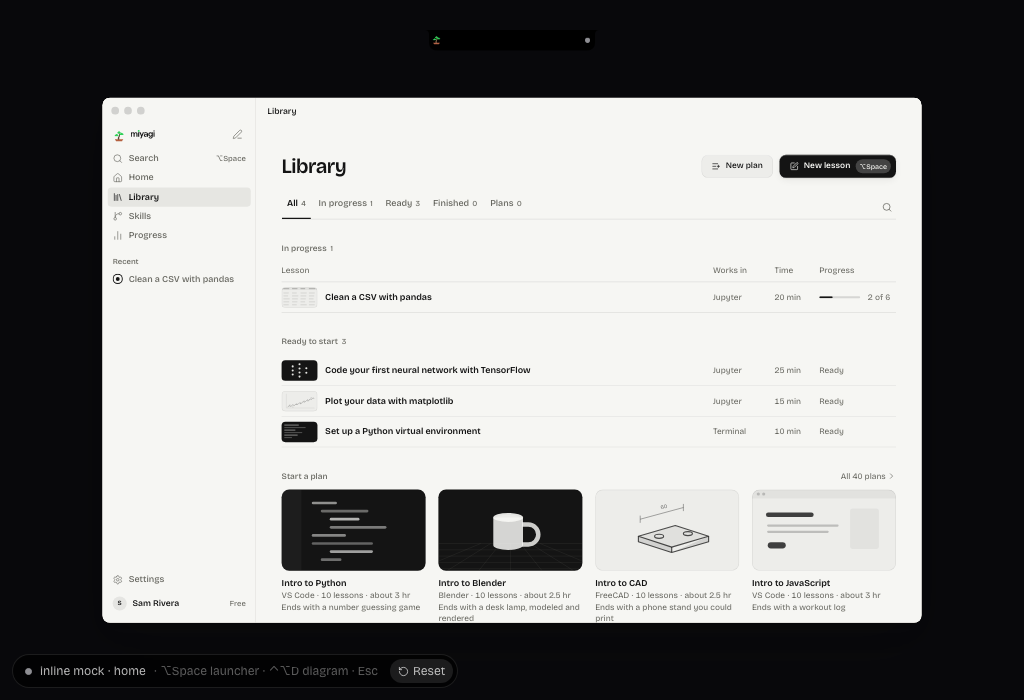 Library
miyagi
Search ⌥Space
Home
Library
Skills
Progress
Recent
Clean a CSV with pandas
Settings
S Sam Rivera Free
Library
New plan
New lesson ⌥Space
All 4 In progress 1 Ready 3 Finished 0 Plans 0
In progress 1
Lesson Works in Time Progress
Clean a CSV with pandas Jupyter 20 min 2 of 6
Ready to start 3
Code your first neural network with TensorFlow Jupyter 25 min Ready
Plot your data with matplotlib Jupyter 15 min Ready
Set up a Python virtual environment Terminal 10 min Ready
Start a plan All 40 plans
60
Intro to Python
VS Code · 10 lessons · about 3 hr
Ends with a number guessing game
Intro to Blender
Blender · 10 lessons · about 2.5 hr
Ends with a desk lamp, modeled and
rendered
Intro to CAD
FreeCAD · 10 lessons · about 2.5 hr
Ends with a phone stand you could
print
Intro to JavaScript
VS Code · 10 lessons · about 3 hr
Ends with a workout log
inline mock · home · ⌥Space launcher · ^⌥D diagram · Esc Reset